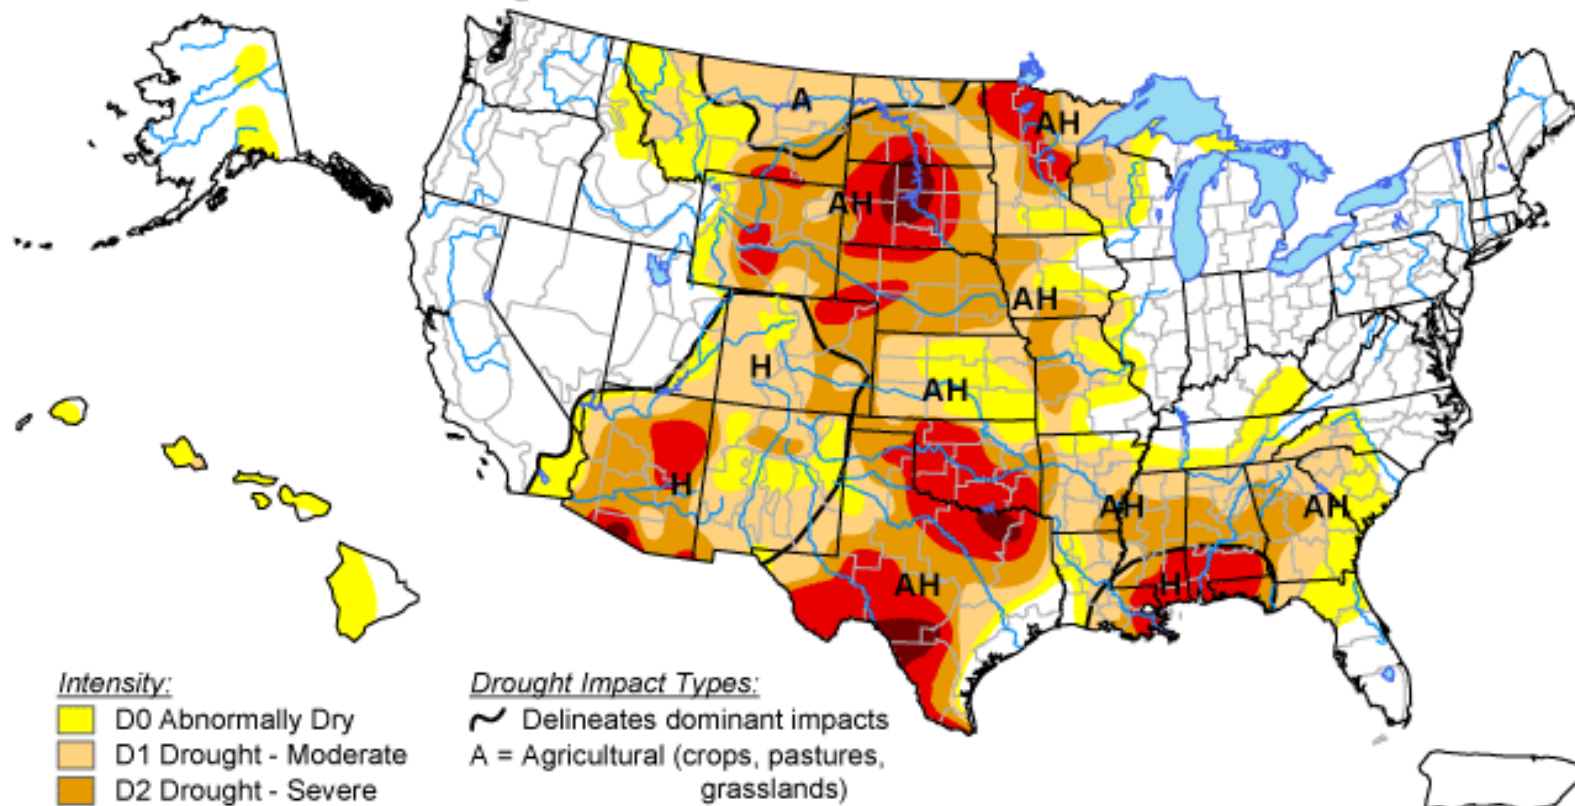 A
AH
AH
AH
H
AH
H
AH
AH
AH
H
Intensity:
D0 Abnormally Dry
D1 Drought - Moderate
D2 Drought - Severe
Drought Impact Types:
Delineates dominant impacts
A = Agricultural (crops, pastures,
grasslands)